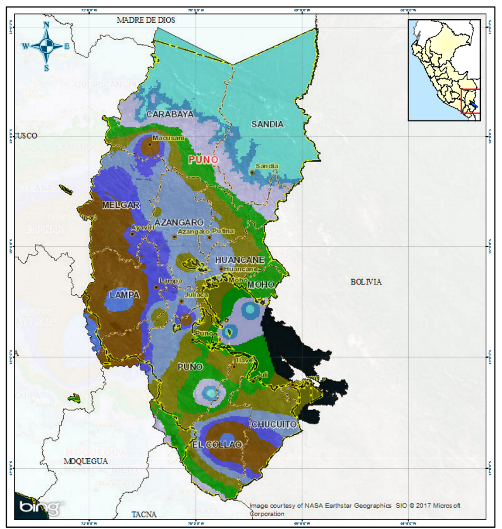 MADRE DE DIOS
N
W
E
S
CARABAYA
SANDIA
CUSCO
Macusani
PUNO
Sandia
MELGAR
AZANGARO
Ayaviri
Azangaro
Putina
HUANCANE
Huancane
MOHO
BOLIVIA
LAMPA
Lampa
Juliaca
Puno
PUNO
CHUCUITO
EL COLLAO
MOQUEGUA
bing
TACNA
Image courtesy of NASA Earthstar Geographics SIO © 2017 Microsoft
Corporation